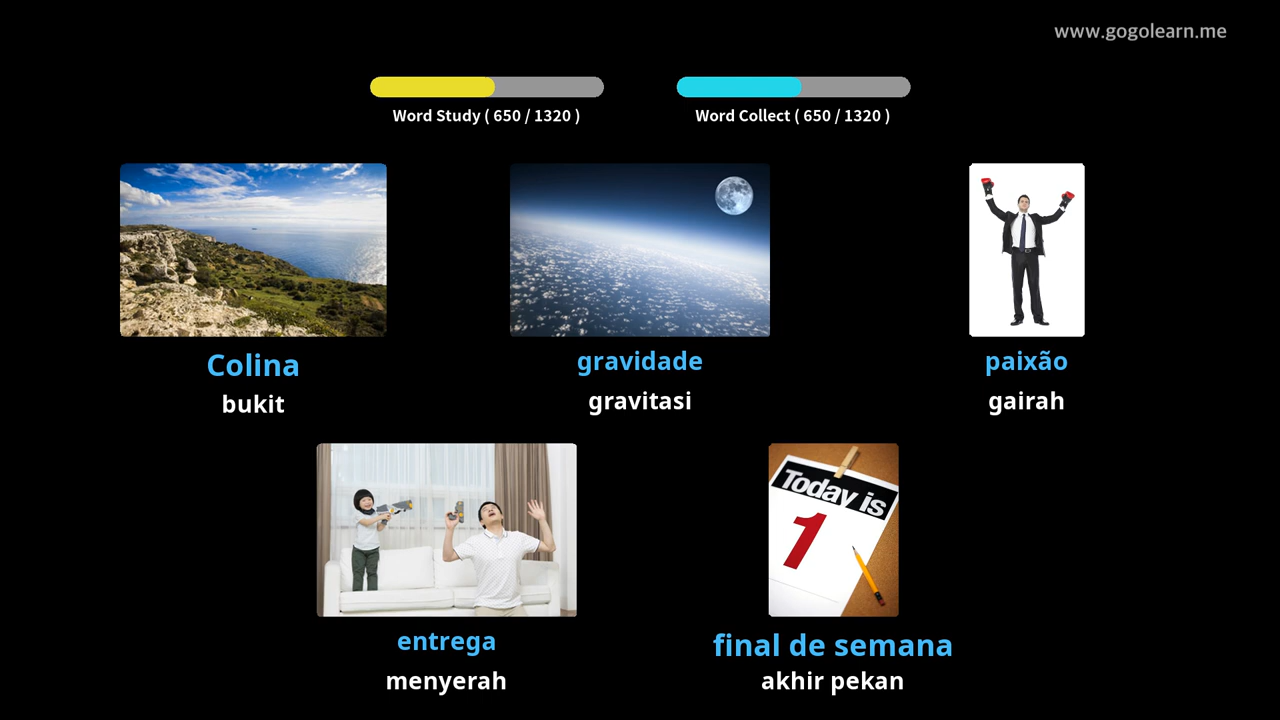 www.gogolearn.me
Word Study ( 650 / 1320 )
Word Collect ( 650 / 1320 )
Colina
bukit
gravidade
gravitasi
paixão
gairah
entrega
menyerah
Today is
1
final de semana
akhir pekan